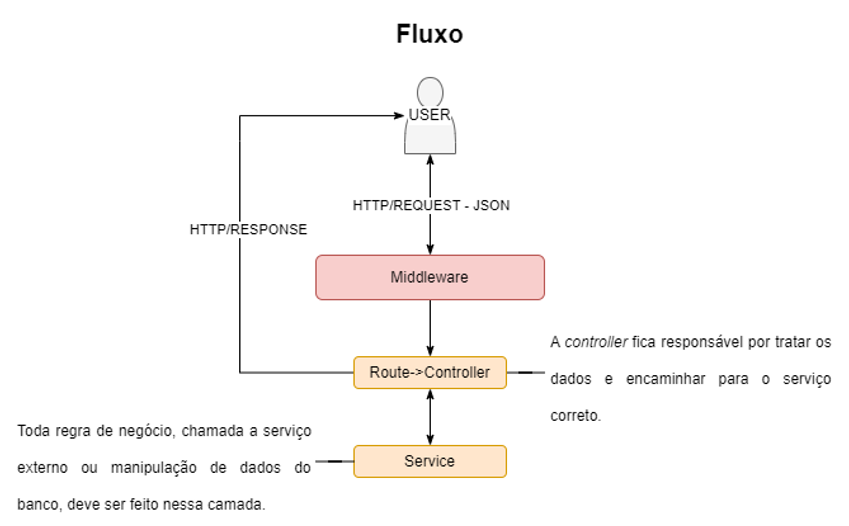 Fluxo
USER
HTTP/REQUEST - JSON
HTTP/RESPONSE
Middleware
A controller fica responsável por tratar os
dados e encaminhar para o serviço
correto.
Route->Controller
Toda regra de negócio, chamada a serviço
externo ou manipulação de dados do
banco, deve ser feito nessa camada.
Service